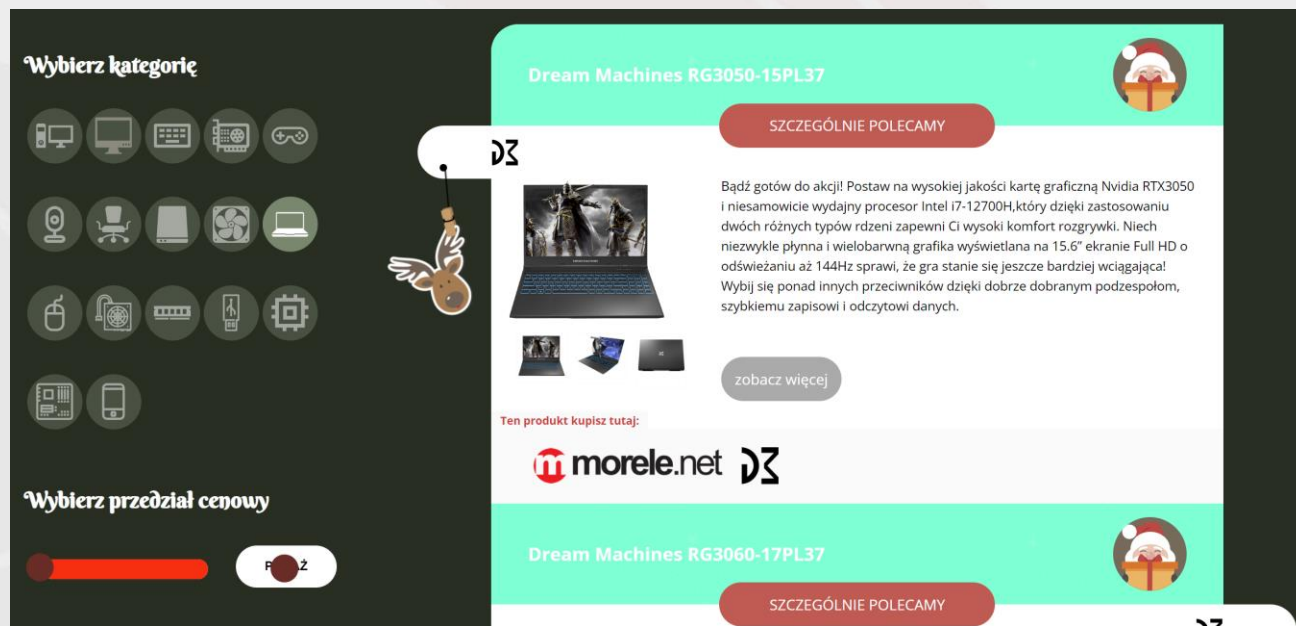 Wybierz kategorię
Dream Machines RG3050-15PL37
SZCZEGÓLNIE POLECAMY
Bądź gotów do akcji! Postaw na wysokiej jakości kartę graficzną Nvidia RTX3050
i niesamowicie wydajny procesor Intel i7-12700H,który dzięki zastosowaniu
dwóch różnych typów rdzeni zapewni Ci wysoki komfort rozgrywki. Niech
niezwykle płynna i wielobarwną grafika wyświetlana na 15.6” ekranie Full HD o
odświeżaniu aż 144Hz sprawi, że gra stanie się jeszcze bardziej wciągająca!
Wybij się ponad innych przeciwników dzięki dobrze dobranym podzespołom,
szybkiemu zapisowi i odczytowi danych.
zobacz więcej
Ten produkt kupisz tutaj:
morele.net
Wybierz przedział cenowy
Dream Machines RG3060-17PL37
SZCZEGÓLNIE POLECAMY